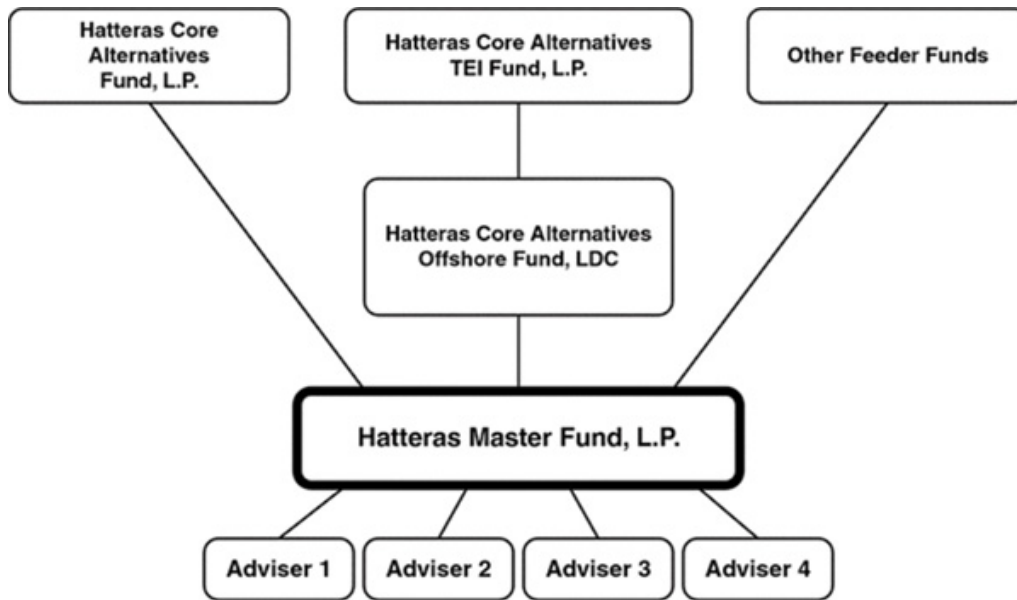 Hatteras Core
Alternatives
Fund, L.P.
Hatteras Core Alternatives
TEI Fund, L.P.
Other Feeder Funds
Hatteras Core Alternatives
Offshore Fund, LDC
Hatteras Master Fund, L.P.
Adviser 1
Adviser 2
Adviser 3
Adviser 4